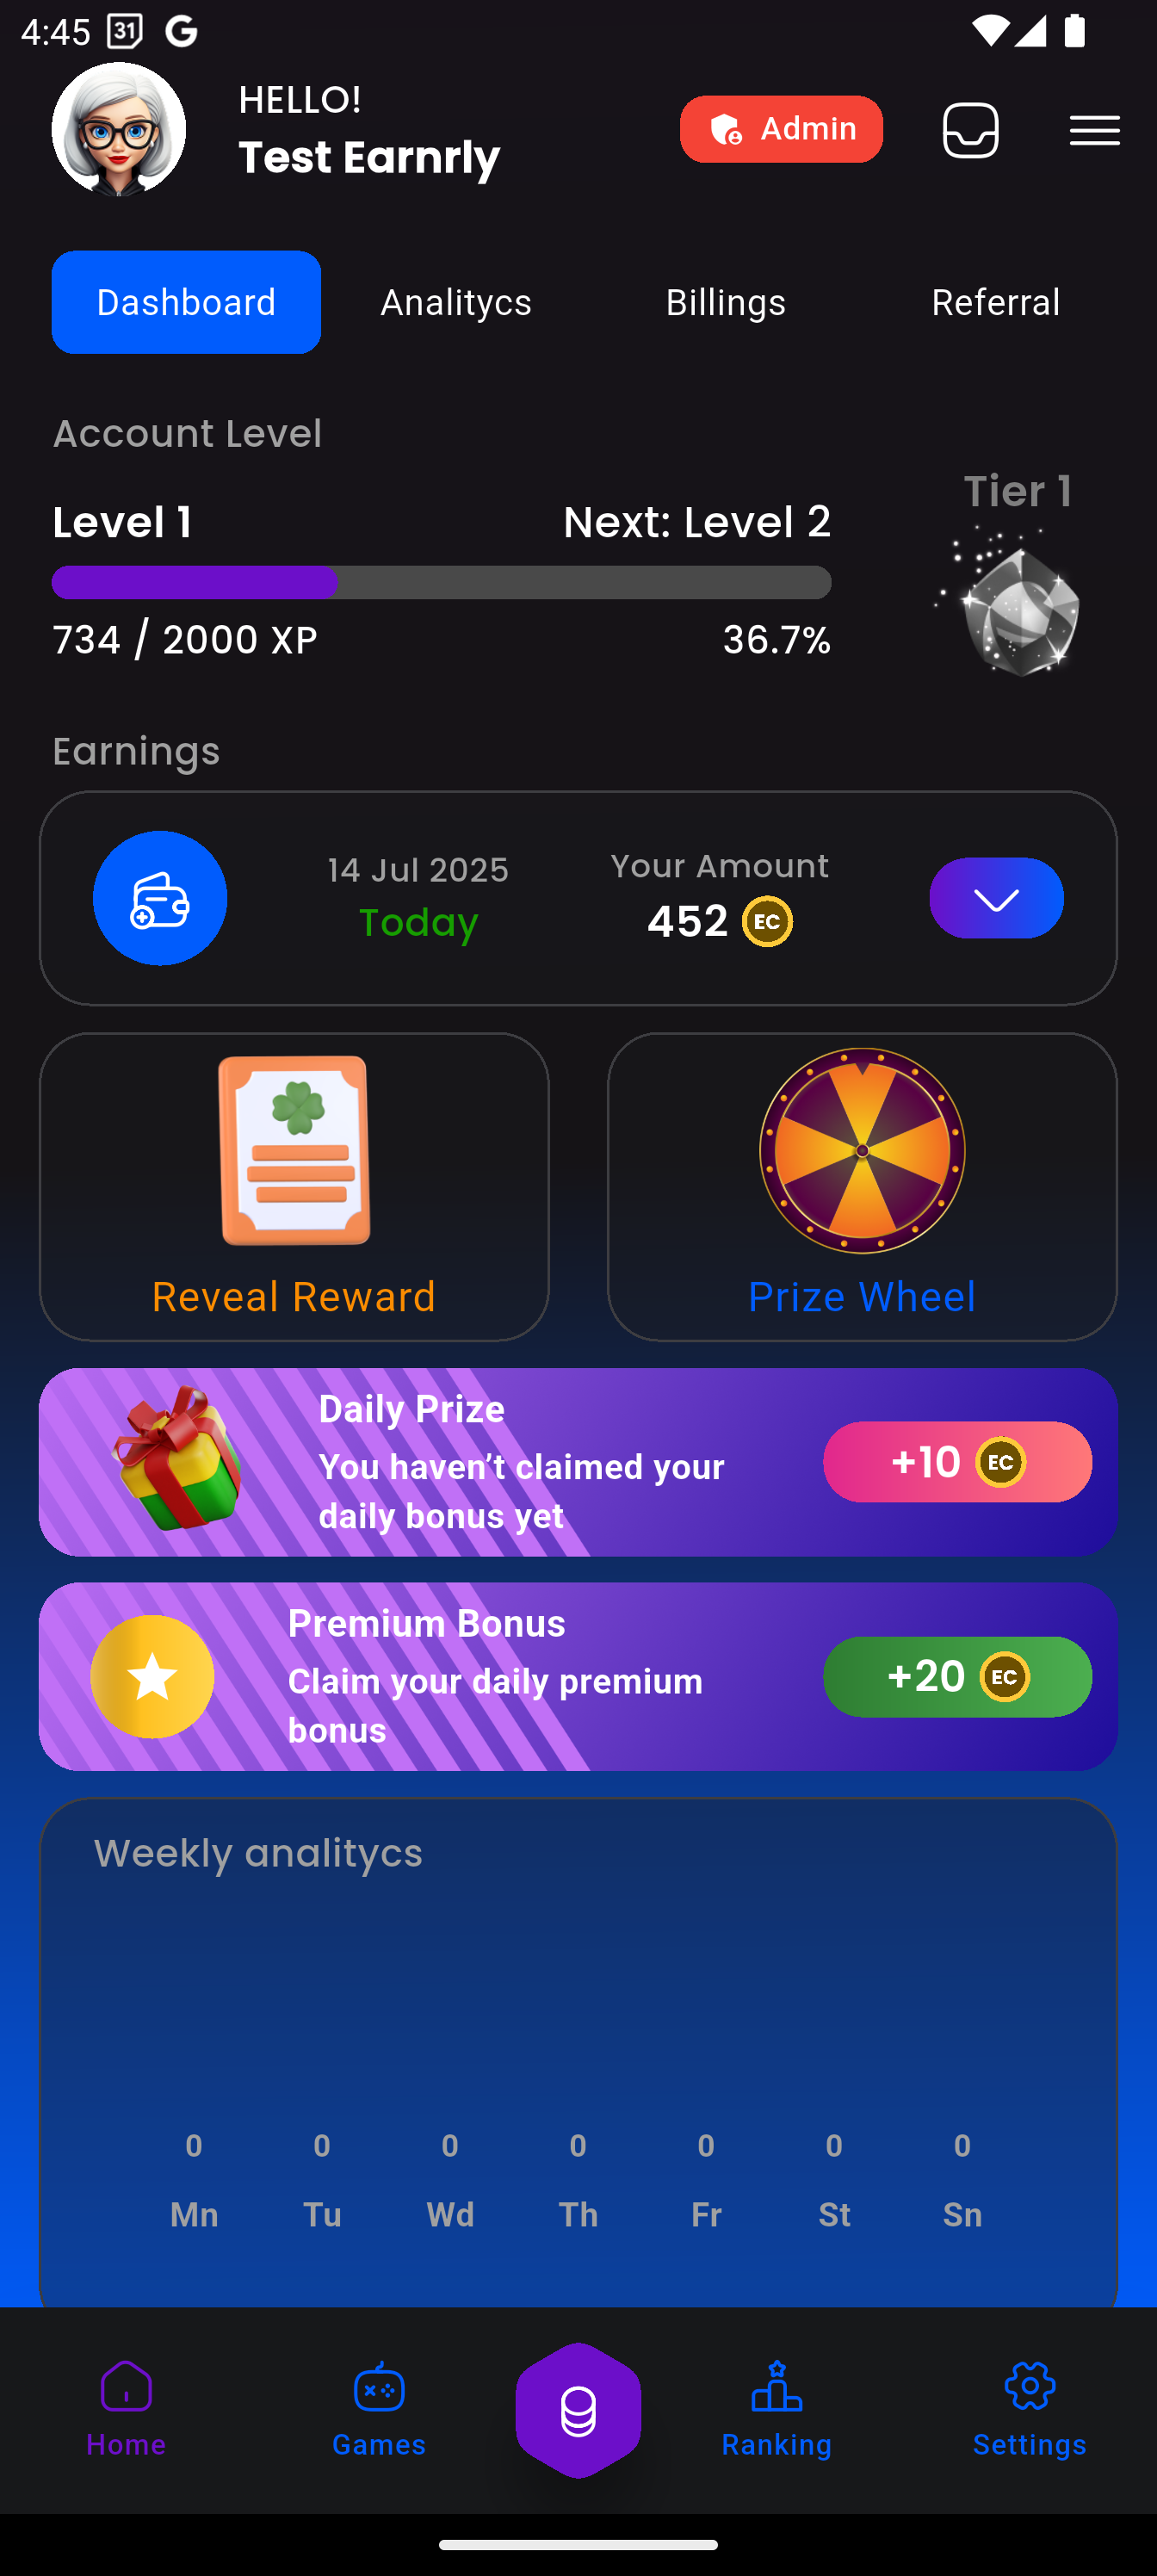 4:45
31
G
HELLO!
Test Earnrly
Admin
Dashboard
Analitycs
Billings
Referral
Account Level
Tier 1
Level 1
Next: Level 2
734 / 2000 XP
36.7%
Earnings
14 Jul 2025
Today
Your Amount
452 EC
Reveal Reward
Prize Wheel
Daily Prize
You haven’t claimed your
daily bonus yet
+10 EC
Premium Bonus
Claim your daily premium
bonus
+20 EC
Weekly analitycs
0 0 0 0 0 0 0
Mn Tu Wd Th Fr St Sn
Home
Games
Ranking
Settings